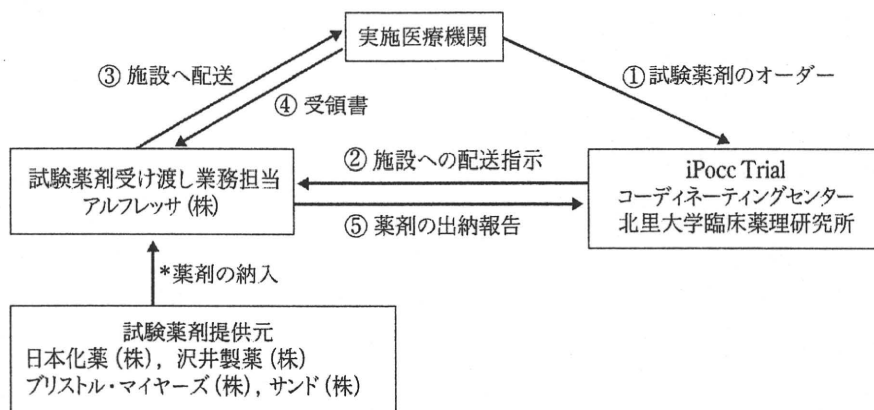 実施医療機関
③ 施設へ配送
①試験薬剤のオーダー
④ 受領書
② 施設への配送指示
試験薬剤受け渡し業務担当
アルフレッサ (株)
iPocc Trial
コーディネーティングセンター
北里大学臨床薬理研究所
⑤ 薬剤の出納報告
*薬剤の納入
試験薬剤提供元
日本化薬 (株), 沢井製薬 (株)
ブリストル・マイヤーズ (株), サンド (株)